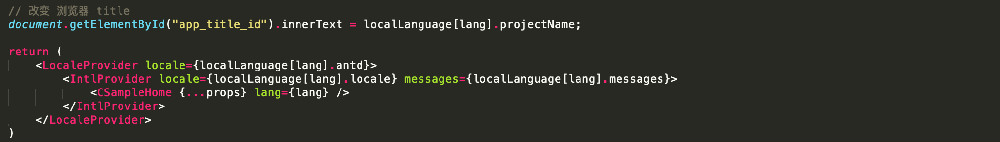 // 改变 浏览器 title
document.getElementById("app_title_id").innerText = localLanguage[lang].projectName;
return (
<LocaleProvider locale={localLanguage[lang].antd}>
<IntlProvider locale={localLanguage[lang].locale} messages={localLanguage[lang].messages}>
<CSampleHome {...props} lang={lang} />
</IntlProvider>
</LocaleProvider>
)